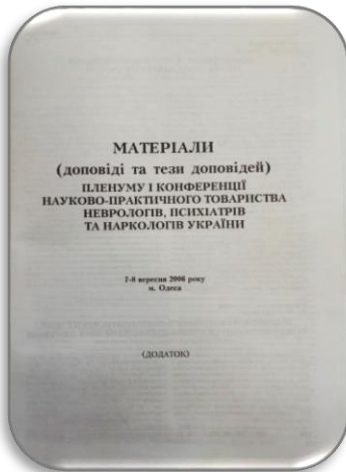 МАТЕРІАЛИ
(доповіді та тези доповідей)
ПЛЕНУМУ І КОНФЕРЕНЦІЇ
НАУКОВО-ПРАКТИЧНОГО ТОВАРИСТВА
НЕВРОЛОГІВ, ПСИХІАТРІВ
ТА НАРКОЛОГІВ УКРАЇНИ
7-8 вересня 2006 року
м. Одеса
(ДОДАТОК)